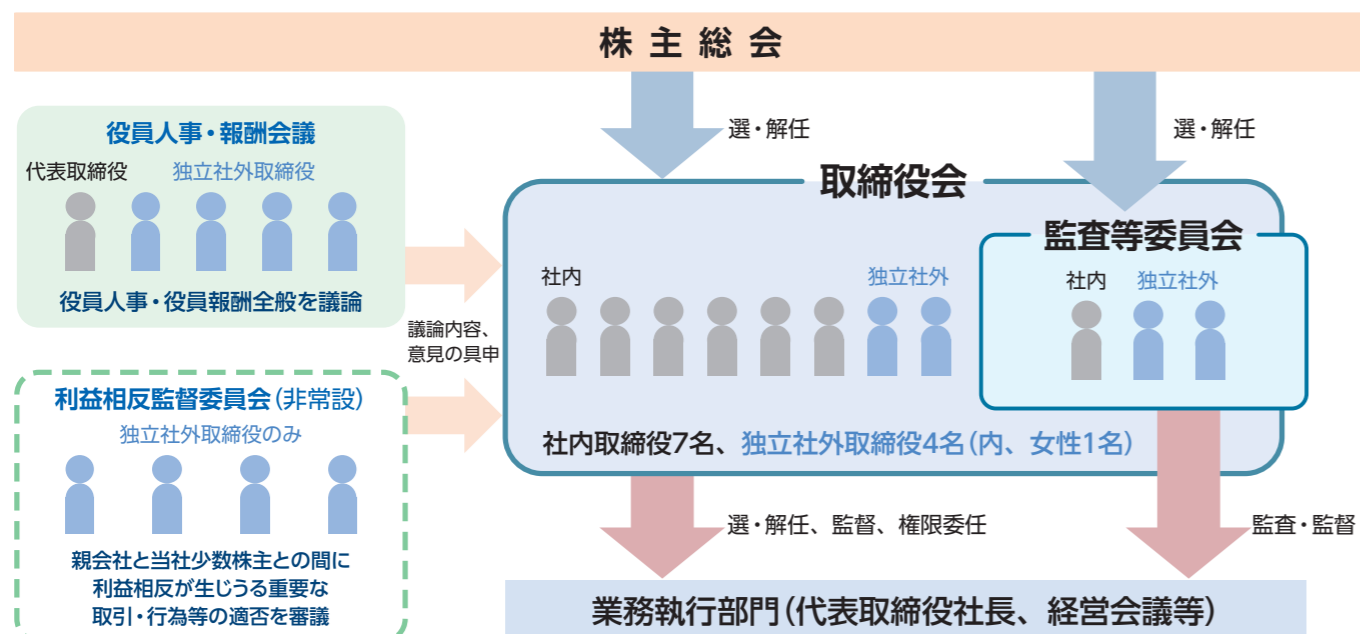 株主総会
選・解任
選・解任
役員人事・報酬会議
代表取締役
独立社外取締役
役員人事・役員報酬全般を議論
議論内容、
意見の具申
利益相反監督委員会(非常設)
独立社外取締役のみ
親会社と当社少数株主との間に
利益相反が生じうる重要な
取引・行為等の適否を審議
取締役会
社内
独立社外
監査等委員会
社内
独立社外
社内取締役7名、独立社外取締役4名(内、女性1名)
選・解任、監督、権限委任
監査・監督
業務執行部門(代表取締役社長、経営会議等)